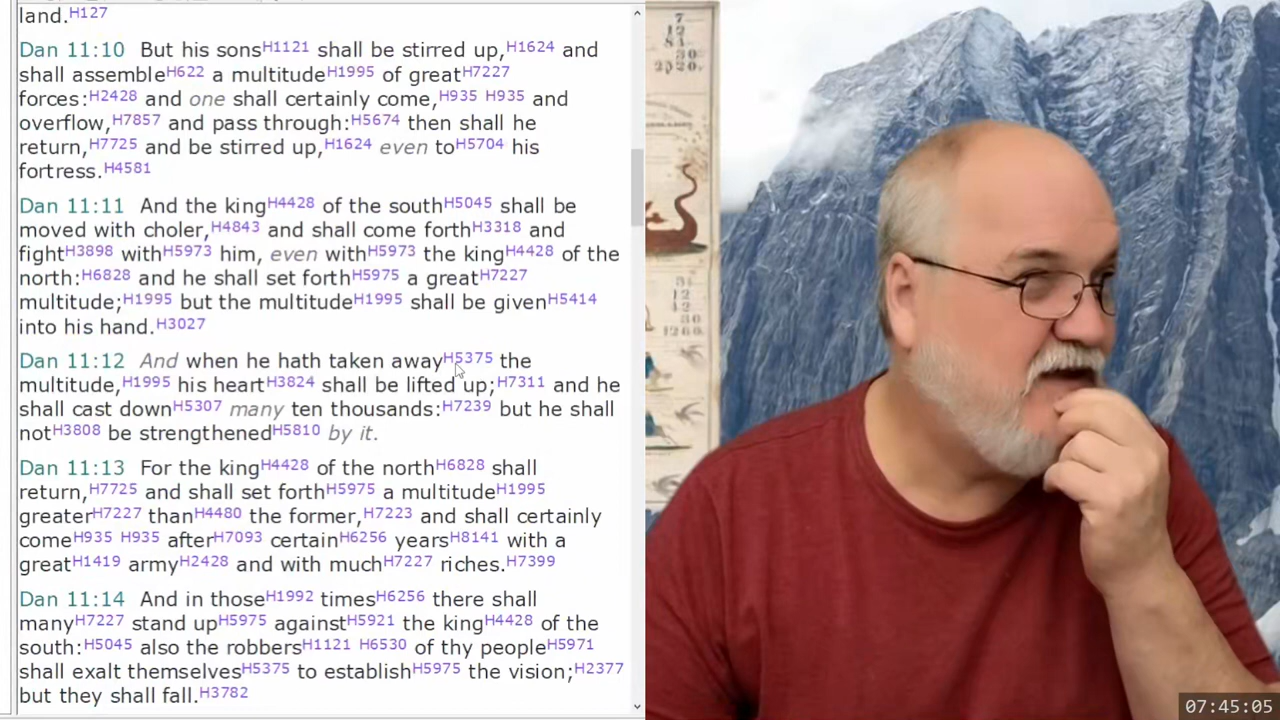 land.H127
Dan 11:10 But his sonsH1121 shall be stirred up,H1624 and
shall assembleH622 a multitudeH1995 of greatH7227
forces:H2428 and one shall certainly come,H935 H935 and
overflow,H7857 and pass through:H5674 then shall he
return,H7725 and be stirred up,H1624 even toH5704 his
fortress.H4581
Dan 11:11 And the kingH4428 of the southH5045 shall be
moved with choler,H4843 and shall come forthH3318 and
fightH3898 withH5973 him, even withH5973 the kingH4428 of the
north:H6828 and he shall set forthH5975 a greatH7227
multitude;H1995 but the multitudeH1995 shall be givenH5414
into his hand.H3027
Dan 11:12 And when he hath taken awayH5375 the
multitude,H1995 his heartH3824 shall be lifted up;H7311 and he
shall cast downH5307 many ten thousands:H7239 but he shall
notH3808 be strengthenedH5810 by it.
Dan 11:13 For the kingH4428 of the northH6828 shall
return,H7725 and shall set forthH5975 a multitudeH1995
greaterH7227 thanH4480 the former,H7223 and shall certainly
comeH935 H935 afterH7093 certainH6256 yearsH8141 with a
greatH1419 armyH2428 and with muchH7227 riches.H7399
Dan 11:14 And in thoseH1992 timesH6256 there shall
manyH7227 stand upH5975 againstH5921 the kingH4428 of the
south:H5045 also the robbersH1121 H6530 of thy peopleH5971
shall exalt themselvesH5375 to establishH5975 the vision;H2377
but they shall fall.H3782
7
12
30
12
42
30
1260
07:45:05